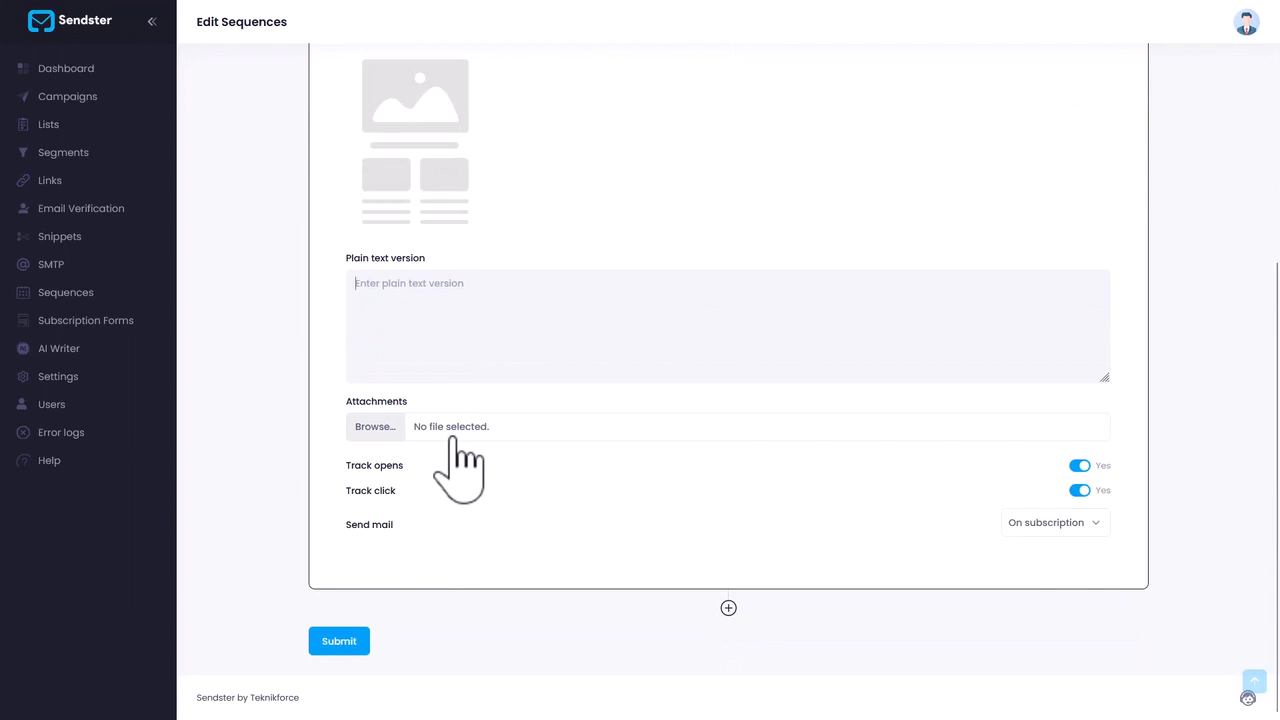 Sendster
Edit Sequences
Dashboard
Campaigns
Lists
Segments
Links
Email Verification
Snippets
SMTP
Sequences
Subscription Forms
AI Writer
Settings
Users
Error logs
Help
Plain text version
Enter plain text version
Attachments
Browse... No file selected.
Track opens Yes
Track click Yes
Send mail On subscription
Submit
Sendster by Teknikforce